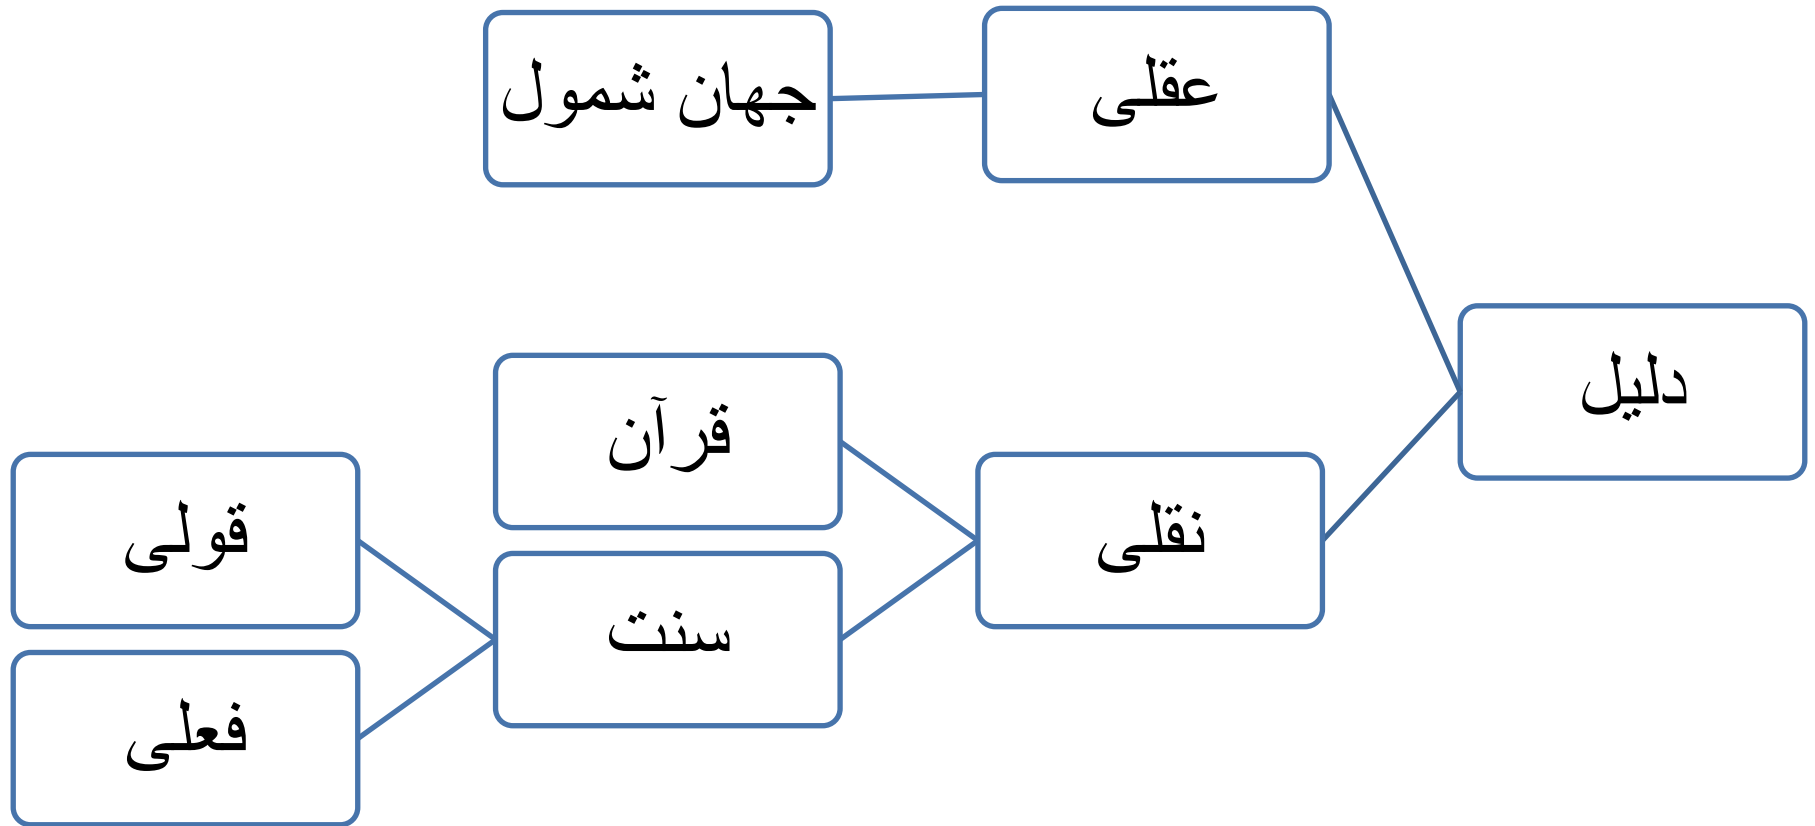 دلیل
عقلی
جهان شمول
نقلی
قرآن
سنت
قولی
فعلی